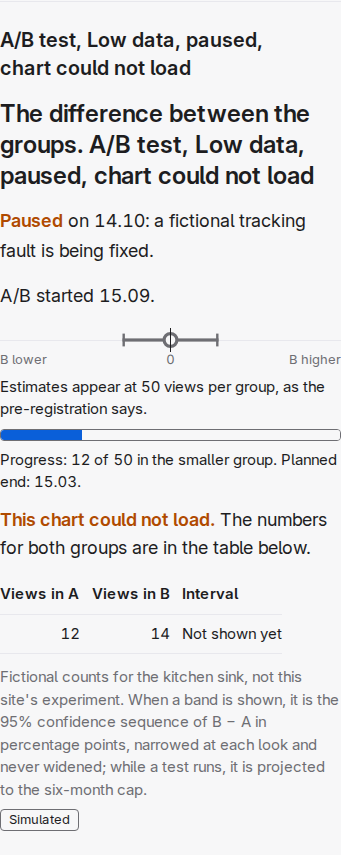 A/B test, Low data, paused,
chart could not load
The difference between the
groups. A/B test, Low data,
paused, chart could not load
Paused on 14.10: a fictional tracking
fault is being fixed.
A/B started 15.09.
B lower 0 B higher
Estimates appear at 50 views per group, as the
pre-registration says.
Progress: 12 of 50 in the smaller group. Planned
end: 15.03.
This chart could not load. The numbers
for both groups are in the table below.
Views in A Views in B Interval
12 14 Not shown yet
Fictional counts for the kitchen sink, not this
site's experiment. When a band is shown, it is the
95% confidence sequence of B − A in
percentage points, narrowed at each look and
never widened; while a test runs, it is projected
to the six-month cap.
Simulated